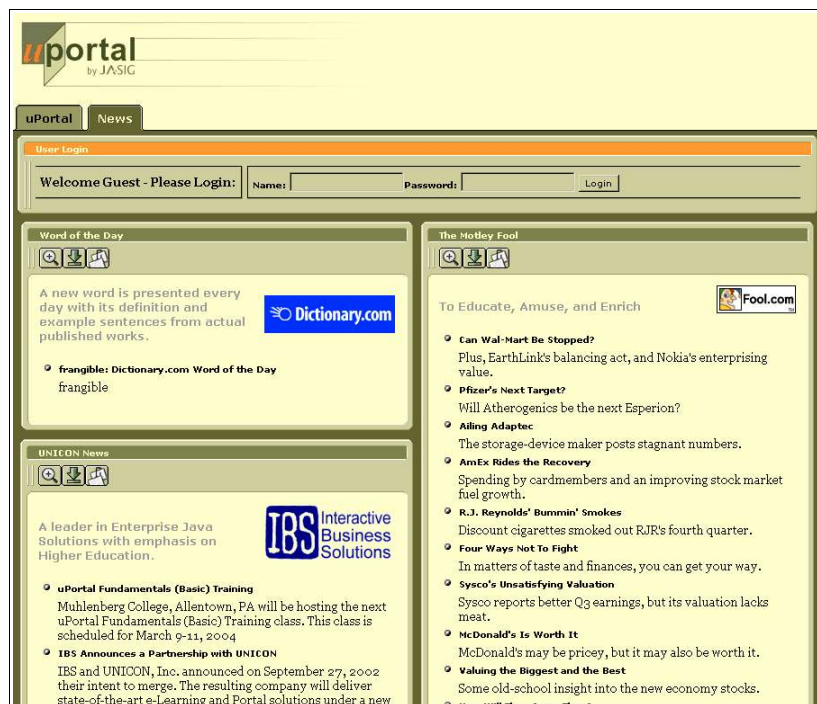 uportal
by JASIG
uPortal
News
User Login
Welcome Guest - Please Login:
Name:
Password:
Login
Word of the Day
A new word is presented every
day with its definition and
example sentences from actual
published works.
Dictionary.com
frangible: Dictionary.com Word of the Day
frangible
UNICON News
A leader in Enterprise Java
Solutions with emphasis on
Higher Education.
IBS Interactive
Business
Solutions
uPortal Fundamentals (Basic) Training
Muhlenberg College, Allentown, PA will be hosting the next
uPortal Fundamentals (Basic) Training class. This class is
scheduled for March 9-11, 2004
IBS Announces a Partnership with UNICON
IBS and UNICON, Inc. announced on September 27, 2002
their intent to merge. The resulting company will deliver
state-of-the-art e-Learning and Portal solutions under a new
The Motley Fool
To Educate, Amuse, and Enrich
Fool.com
Can Wal-Mart Be Stopped?
Plus, EarthLink's balancing act, and Nokia's enterprising
value.
Pfizer's Next Target?
Will Atherogenics be the next Esperion?
Ailing Adaptec
The storage-device maker posts stagnant numbers.
AmEx Rides the Recovery
Spending by cardmembers and an improving stock market
fuel growth.
R.J. Reynolds' Bummin' Smokes
Discount cigarettes smoked out RJR's fourth quarter.
Four Ways Not To Fight
In matters of taste and finances, you can get your way.
Sysco's Unsatisfying Valuation
Sysco reports better Q3 earnings, but its valuation lacks
meat.
McDonald's Is Worth It
McDonald's may be pricey, but it may also be worth it.
Valuing the Biggest and the Best
Some old-school insight into the new economy stocks.